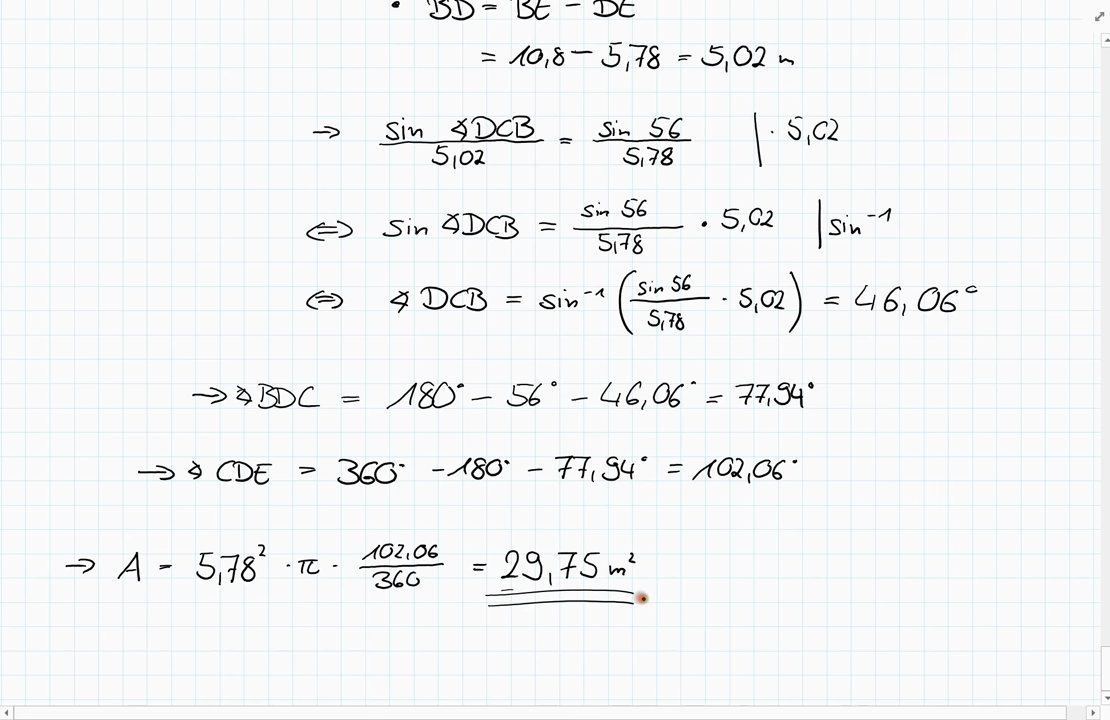 • BD = BE - DE
= 10,8 - 5,78 = 5,02 m
→ sin ∢DCB / 5,02 = sin 56 / 5,78 | · 5,02
⇔ sin ∢DCB = sin 56 / 5,78 · 5,02 | sin⁻¹
⇔ ∢ DCB = sin⁻¹ (sin 56 / 5,78 · 5,02) = 46,06°
→ ∢ BDC = 180° - 56° - 46,06° = 77,94°
→ ∢ CDE = 360° - 180° - 77,94° = 102,06°
→ A = 5,78² · π · 102,06 / 360 = 29,75 m²